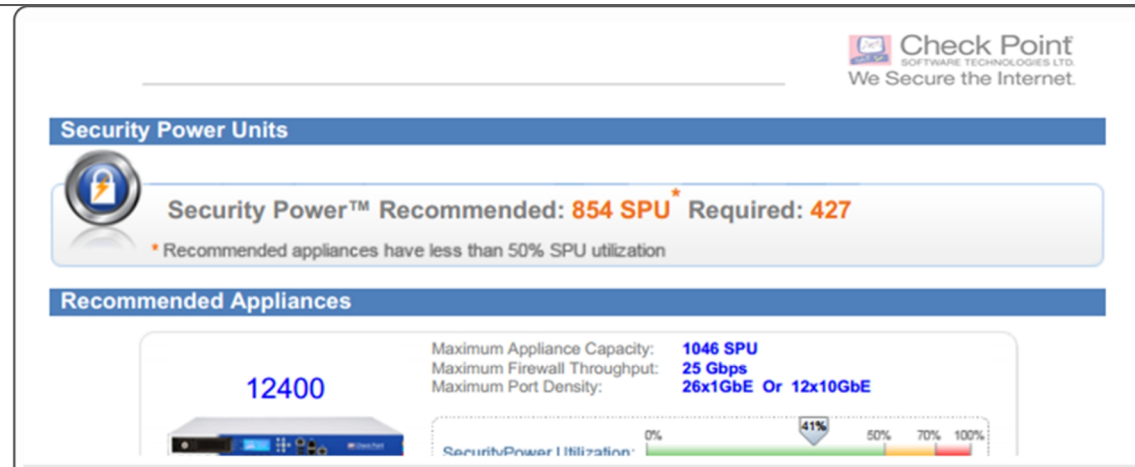 Check Point
SOFTWARE TECHNOLOGIES LTD.
We Secure the Internet.
Security Power Units
Security Power™ Recommended: 854 SPU* Required: 427
* Recommended appliances have less than 50% SPU utilization
Recommended Appliances
12400
Maximum Appliance Capacity: 1046 SPU
Maximum Firewall Throughput: 25 Gbps
Maximum Port Density: 26x1GbE Or 12x10GbE
SecurityPower Utilization: 0% 41% 50% 70% 100%